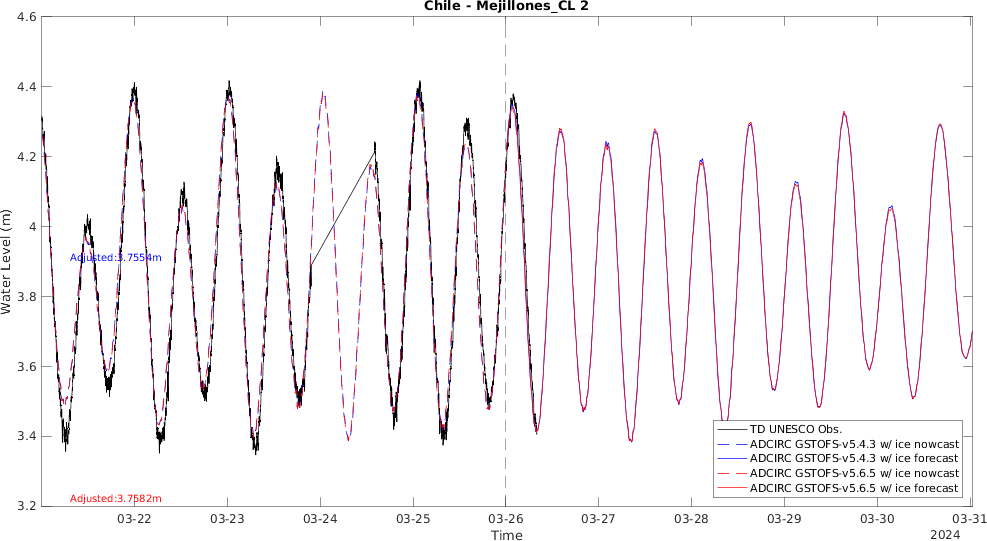 Chile - Mejillones_CL 2
4.6
4.4
4.2
4
3.8
3.6
3.4
3.2
Water Level (m)
Adjusted:3.7554m
Adjusted:3.7582m
TD UNESCO Obs.
ADCIRC GSTOFS-v5.4.3 w/ ice nowcast
ADCIRC GSTOFS-v5.4.3 w/ ice forecast
ADCIRC GSTOFS-v5.6.5 w/ ice nowcast
ADCIRC GSTOFS-v5.6.5 w/ ice forecast
03-22 03-23 03-24 03-25 03-26 03-27 03-28 03-29 03-30 03-31
Time
2024